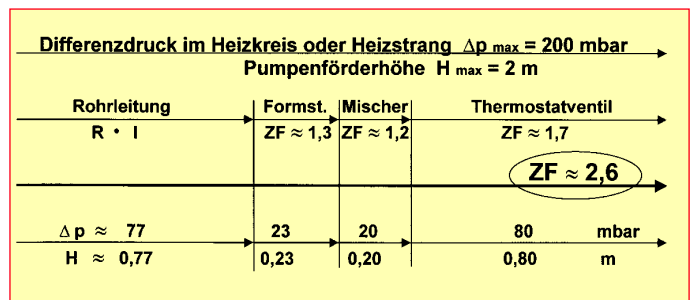 Differenzdruck im Heizkreis oder Heizstrang Δp max = 200 mbar
Pumpenförderhöhe H max = 2 m
Rohrleitung Formst. Mischer Thermostatventil
R • l ZF ≈ 1,3 ZF ≈ 1,2 ZF ≈ 1,7
ZF ≈ 2,6
Δ p ≈ 77 23 20 80 mbar
H ≈ 0,77 0,23 0,20 0,80 m